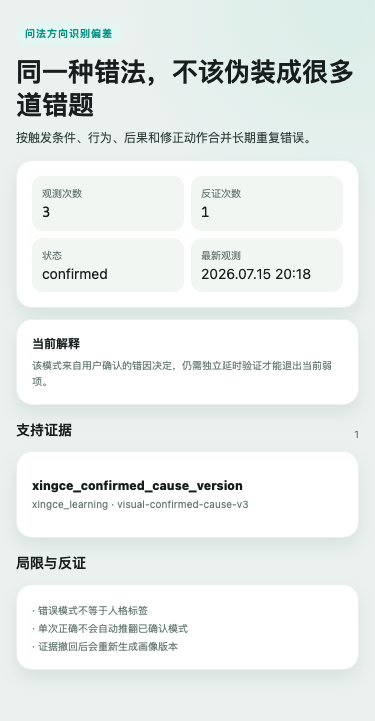 问法方向识别偏差
同一种错法，不该伪装成很多
道错题
按触发条件、行为、后果和修正动作合并长期重复错误。
观测次数
3
反证次数
1
状态
confirmed
最新观测
2026.07.15 20:18
当前解释
该模式来自用户确认的错因决定，仍需独立延时验证才能退出当前弱
项。
支持证据
1
xingce_confirmed_cause_version
xingce_learning · visual-confirmed-cause-v3
局限与反证
· 错误模式不等于人格标签
· 单次正确不会自动推翻已确认模式
· 证据撤回后会重新生成画像版本